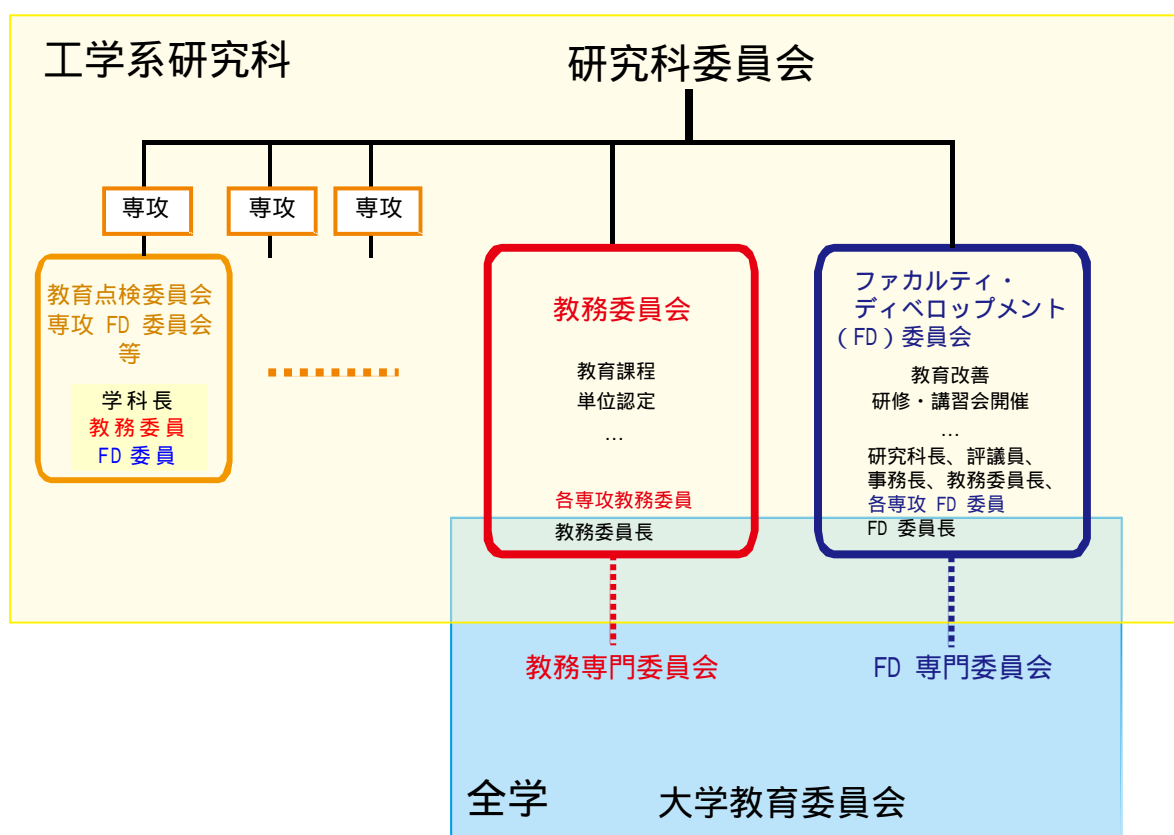 工学系研究科
研究科委員会
専攻
専攻
専攻
教育点検委員会
専攻 FD 委員会
等
学科長
教務委員
FD 委員
教務委員会
教育課程
単位認定
…
各専攻教務委員
教務委員長
ファカルティ・
ディベロップメント
(FD)委員会
教育改善
研修・講習会開催
…
研究科長、評議員、
事務長、教務委員長、
各専攻 FD 委員
FD 委員長
教務専門委員会
FD 専門委員会
全学
大学教育委員会